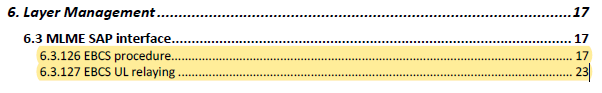 6. Layer Management...........................................................................................17
6.3 MLME SAP interface........................................................................................ 17
6.3.126 EBCS procedure......................................................................................... 17
6.3.127 EBCS UL relaying ....................................................................................... 23